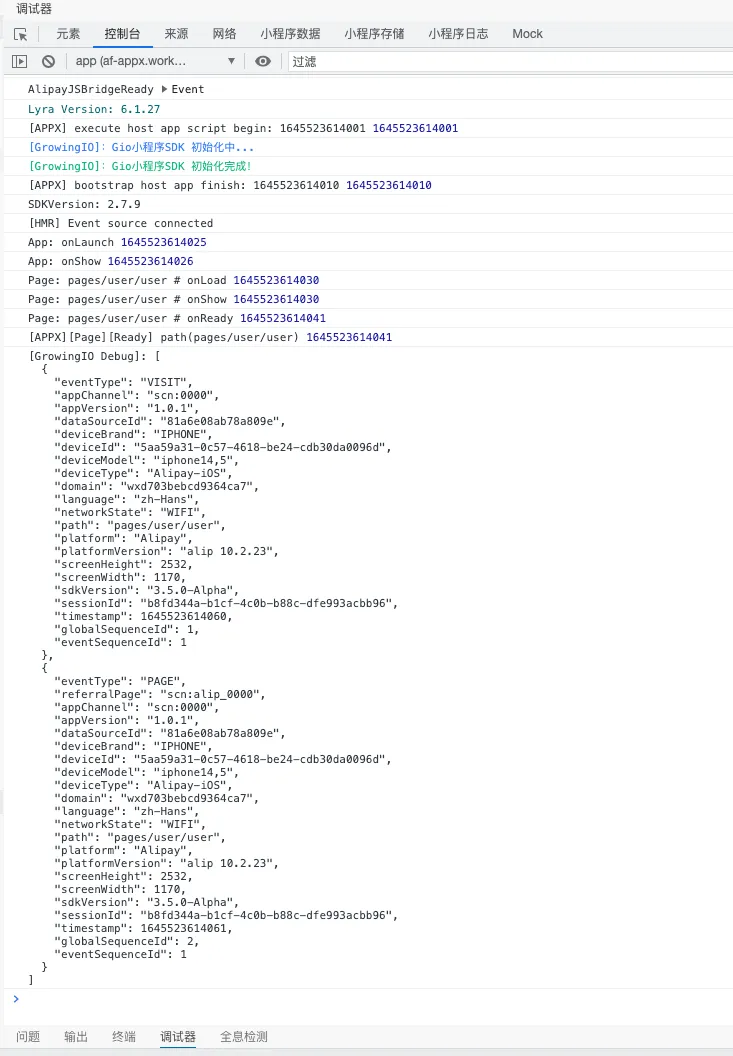 调试器
元素 控制台 来源 网络 小程序数据 小程序存储 小程序日志 Mock
app (af-appx.work… ▼ 过滤
AlipayJSBridgeReady ▶ Event
Lyra Version: 6.1.27
[APPX] execute host app script begin: 1645523614001 1645523614001
[GrowingIO]：Gio小程序SDK 初始化中...
[GrowingIO]：Gio小程序SDK 初始化完成！
[APPX] bootstrap host app finish: 1645523614010 1645523614010
SDKVersion: 2.7.9
[HMR] Event source connected
App: onLaunch 1645523614025
App: onShow 1645523614026
Page: pages/user/user # onLoad 1645523614030
Page: pages/user/user # onShow 1645523614030
Page: pages/user/user # onReady 1645523614041
[APPX][Page][Ready] path(pages/user/user) 1645523614041
[GrowingIO Debug]: [
{
"eventType": "VISIT",
"appChannel": "scn:0000",
"appVersion": "1.0.1",
"dataSourceId": "81a6e08ab78a809e",
"deviceBrand": "IPHONE",
"deviceId": "5aa59a31-0c57-4618-be24-cdb30da0096d",
"deviceModel": "iphone14,5",
"deviceType": "Alipay-iOS",
"domain": "wxd703bebcd9364ca7",
"language": "zh-Hans",
"networkState": "WIFI",
"path": "pages/user/user",
"platform": "Alipay",
"platformVersion": "alip 10.2.23",
"screenHeight": 2532,
"screenWidth": 1170,
"sdkVersion": "3.5.0-Alpha",
"sessionId": "b8fd344a-b1cf-4c0b-b88c-dfe993acbb96",
"timestamp": 1645523614060,
"globalSequenceId": 1,
"eventSequenceId": 1
},
{
"eventType": "PAGE",
"referralPage": "scn:alip_0000",
"appChannel": "scn:0000",
"appVersion": "1.0.1",
"dataSourceId": "81a6e08ab78a809e",
"deviceBrand": "IPHONE",
"deviceId": "5aa59a31-0c57-4618-be24-cdb30da0096d",
"deviceModel": "iphone14,5",
"deviceType": "Alipay-iOS",
"domain": "wxd703bebcd9364ca7",
"language": "zh-Hans",
"networkState": "WIFI",
"path": "pages/user/user",
"platform": "Alipay",
"platformVersion": "alip 10.2.23",
"screenHeight": 2532,
"screenWidth": 1170,
"sdkVersion": "3.5.0-Alpha",
"sessionId": "b8fd344a-b1cf-4c0b-b88c-dfe993acbb96",
"timestamp": 1645523614061,
"globalSequenceId": 2,
"eventSequenceId": 1
}
]
>
问题 输出 终端 调试器 全息检测